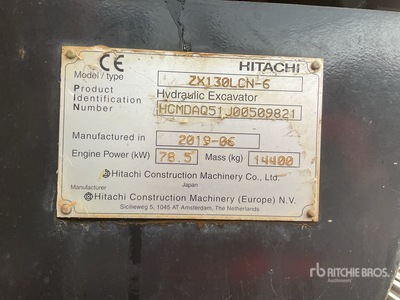 CE HITACHI
Model / type ZX130LCN-6
Product Hydraulic Excavator
Identification HCMDAQ51J00509821
Number
Manufactured in 2019-06
Engine Power (kW) 78.5 Mass (kg) 14400
Hitachi Construction Machinery Co., Ltd.
Japan
Manufacturer
Hitachi Construction Machinery (Europe) N.V.
Sicilieweg 5, 1045 AT Amsterdam, The Netherlands
rb RITCHIE BROS.
Auctioneers